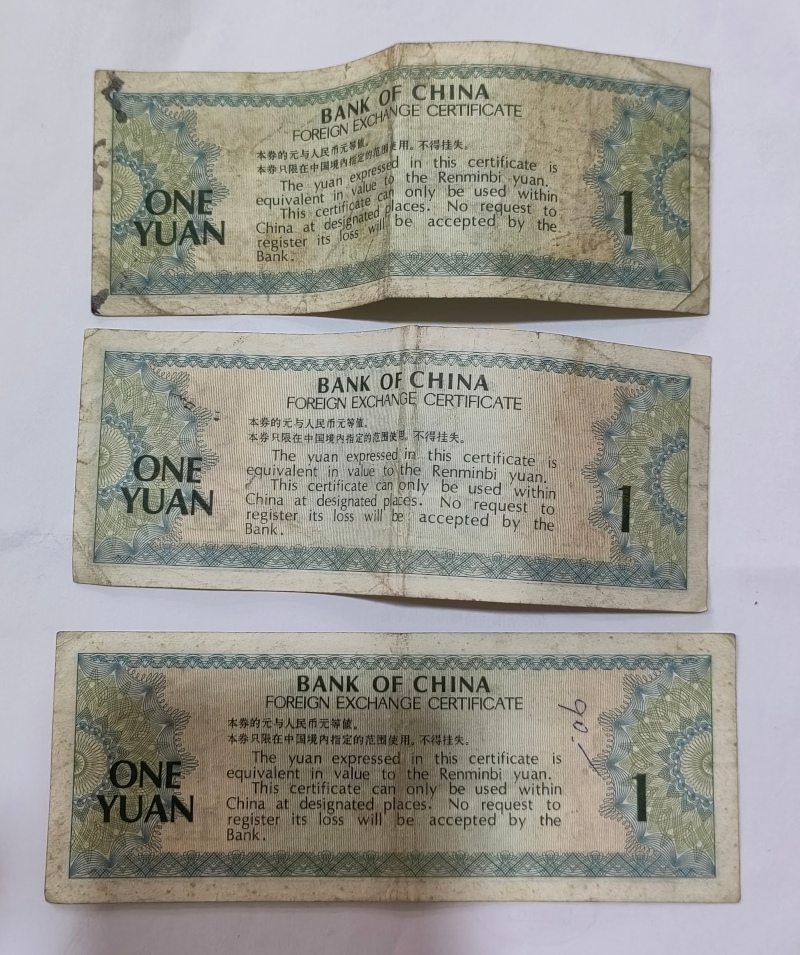 BANK OF CHINA
FOREIGN EXCHANGE CERTIFICATE
本券的元与人民币元等值。
本券只限在中国境内指定的范围使用。不得挂失。
The yuan expressed in this certificate is
equivalent in value to the Renminbi yuan.
This certificate can only be used within
China at designated places. No request to
register its loss will be accepted by the
Bank.
ONE
YUAN
1
BANK OF CHINA
FOREIGN EXCHANGE CERTIFICATE
本券的元与人民币元等值。
本券只限在中国境内指定的范围使用。不得挂失。
The yuan expressed in this certificate is
equivalent in value to the Renminbi yuan.
This certificate can only be used within
China at designated places. No request to
register its loss will be accepted by the
Bank.
ONE
YUAN
1
BANK OF CHINA
FOREIGN EXCHANGE CERTIFICATE
本券的元与人民币元等值。
本券只限在中国境内指定的范围使用。不得挂失。
The yuan expressed in this certificate is
equivalent in value to the Renminbi yuan.
This certificate can only be used within
China at designated places. No request to
register its loss will be accepted by the
Bank.
ONE
YUAN
1